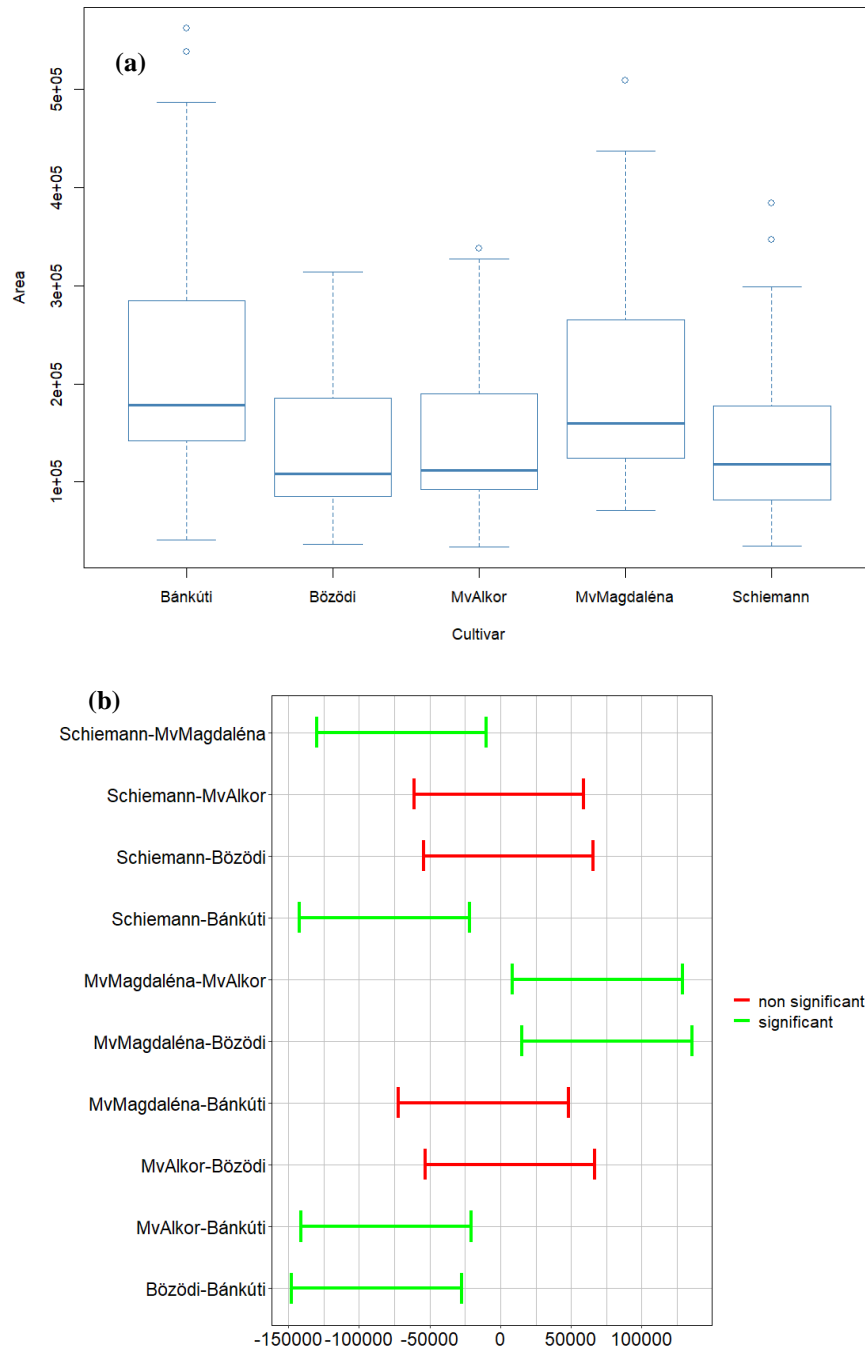 (a)
5e+05
4e+05
3e+05
2e+05
1e+05
Area
Bánkúti Bözödi MvAlkor MvMagdaléna Schiemann
Cultivar
(b)
Schiemann-MvMagdaléna
Schiemann-MvAlkor
Schiemann-Bözödi
Schiemann-Bánkúti
MvMagdaléna-MvAlkor
MvMagdaléna-Bözödi
MvMagdaléna-Bánkúti
MvAlkor-Bözödi
MvAlkor-Bánkúti
Bözödi-Bánkúti
-150000 -100000 -50000 0 50000 100000
non significant
significant